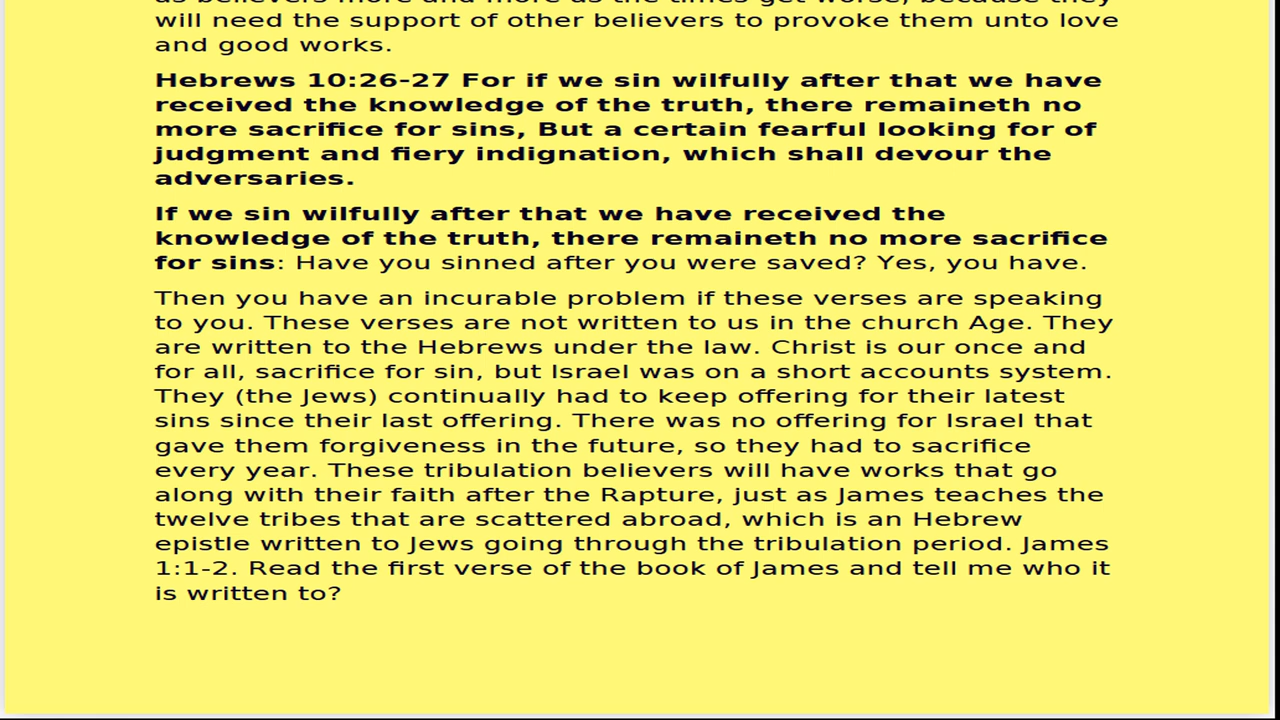 as believers more and more as the times get worse, because they
will need the support of other believers to provoke them unto love
and good works.
Hebrews 10:26-27 For if we sin wilfully after that we have
received the knowledge of the truth, there remaineth no
more sacrifice for sins, But a certain fearful looking for of
judgment and fiery indignation, which shall devour the
adversaries.
If we sin wilfully after that we have received the
knowledge of the truth, there remaineth no more sacrifice
for sins: Have you sinned after you were saved? Yes, you have.
Then you have an incurable problem if these verses are speaking
to you. These verses are not written to us in the church Age. They
are written to the Hebrews under the law. Christ is our once and
for all, sacrifice for sin, but Israel was on a short accounts system.
They (the Jews) continually had to keep offering for their latest
sins since their last offering. There was no offering for Israel that
gave them forgiveness in the future, so they had to sacrifice
every year. These tribulation believers will have works that go
along with their faith after the Rapture, just as James teaches the
twelve tribes that are scattered abroad, which is an Hebrew
epistle written to Jews going through the tribulation period. James
1:1-2. Read the first verse of the book of James and tell me who it
is written to?